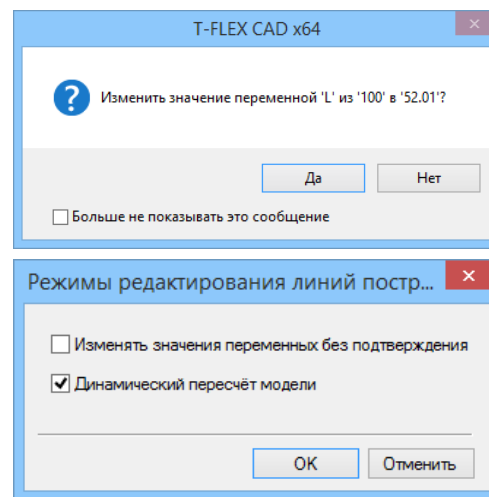 T-FLEX CAD x64
Изменить значение переменной 'L' из '100' в '52.01'?
Да Нет
Больше не показывать это сообщение
Режимы редактирования линий постр...
Изменять значения переменных без подтверждения
Динамический пересчёт модели
OK Отменить